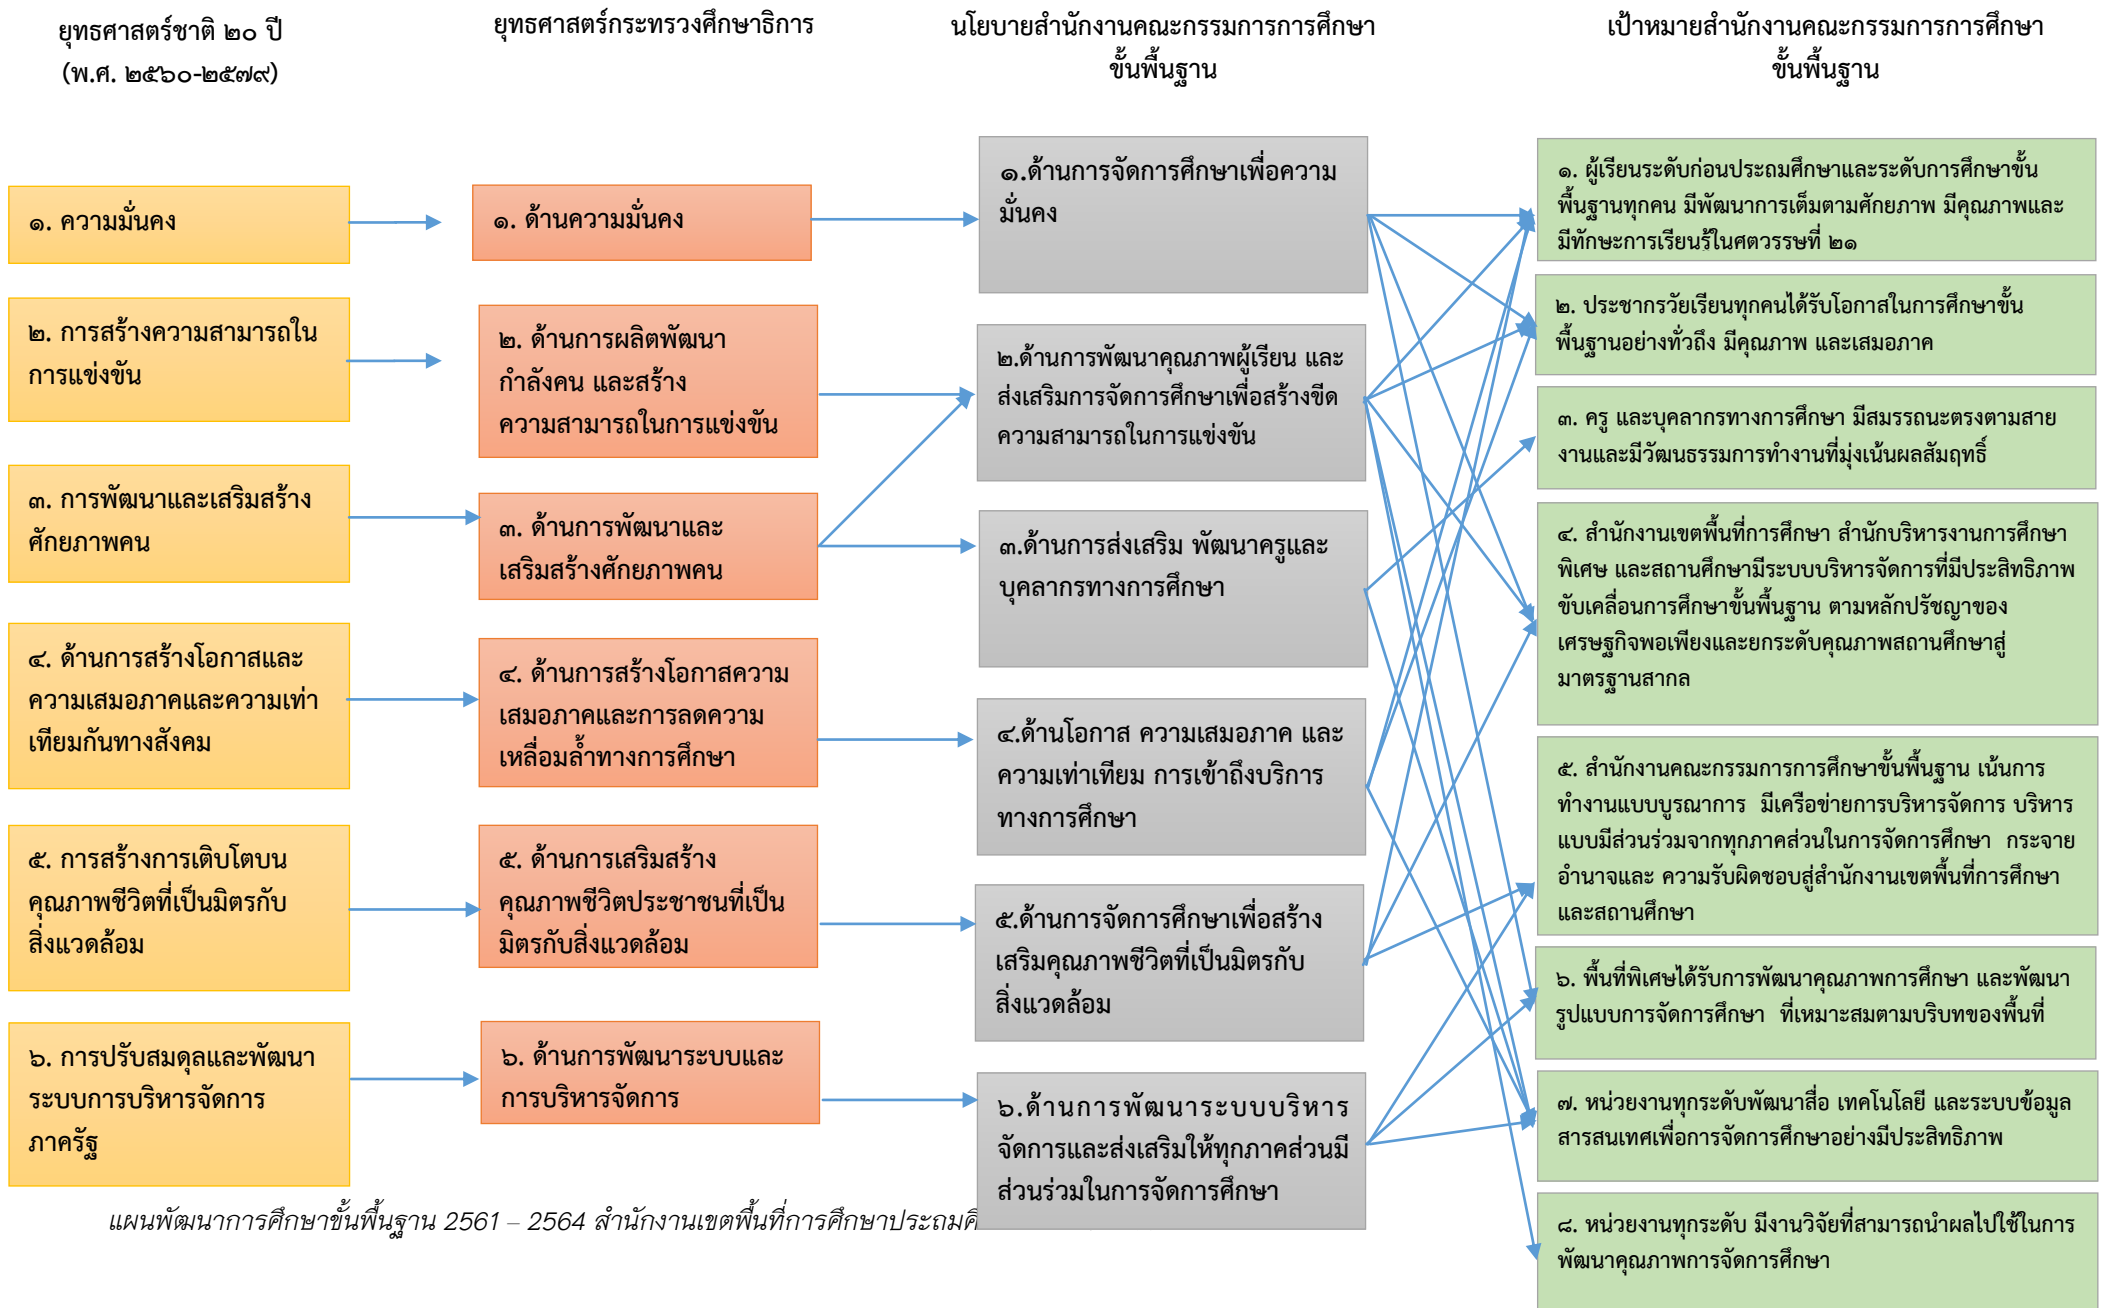 ยุทธศาสตร์ชาติ ๒๐ ปี
(พ.ศ. ๒๕๖๐-๒๕๗๙)
ยุทธศาสตร์กระทรวงศึกษาธิการ
นโยบายสำนักงานคณะกรรมการการศึกษา
ขั้นพื้นฐาน
เป้าหมายสำนักงานคณะกรรมการการศึกษา
ขั้นพื้นฐาน
๑. ความมั่นคง
๒. การสร้างความสามารถใน
การแข่งขัน
๓. การพัฒนาและเสริมสร้าง
ศักยภาพคน
๔. ด้านการสร้างโอกาสและ
ความเสมอภาคและความเท่า
เทียมกันทางสังคม
๕. การสร้างการเติบโตบน
คุณภาพชีวิตที่เป็นมิตรกับ
สิ่งแวดล้อม
๖. การปรับสมดุลและพัฒนา
ระบบการบริหารจัดการ
ภาครัฐ
๑. ด้านความมั่นคง
๒. ด้านการผลิตพัฒนา
กำลังคน และสร้าง
ความสามารถในการแข่งขัน
๓. ด้านการพัฒนาและ
เสริมสร้างศักยภาพคน
๔. ด้านการสร้างโอกาสความ
เสมอภาคและการลดความ
เหลื่อมล้ำทางการศึกษา
๕. ด้านการเสริมสร้าง
คุณภาพชีวิตประชาชนที่เป็น
มิตรกับสิ่งแวดล้อม
๖. ด้านการพัฒนาระบบและ
การบริหารจัดการ
๑.ด้านการจัดการศึกษาเพื่อความ
มั่นคง
๒.ด้านการพัฒนาคุณภาพผู้เรียน และ
ส่งเสริมการจัดการศึกษาเพื่อสร้างขีด
ความสามารถในการแข่งขัน
๓.ด้านการส่งเสริม พัฒนาครูและ
บุคลากรทางการศึกษา
๔.ด้านโอกาส ความเสมอภาค และ
ความเท่าเทียม การเข้าถึงบริการ
ทางการศึกษา
๕.ด้านการจัดการศึกษาเพื่อสร้าง
เสริมคุณภาพชีวิตที่เป็นมิตรกับ
สิ่งแวดล้อม
๖.ด้านการพัฒนาระบบบริหาร
จัดการและส่งเสริมให้ทุกภาคส่วนมี
ส่วนร่วมในการจัดการศึกษา
๑. ผู้เรียนระดับก่อนประถมศึกษาและระดับการศึกษาขั้น
พื้นฐานทุกคน มีพัฒนาการเต็มตามศักยภาพ มีคุณภาพและ
มีทักษะการเรียนรู้ในศตวรรษที่ ๒๑
๒. ประชากรวัยเรียนทุกคนได้รับโอกาสในการศึกษาขั้น
พื้นฐานอย่างทั่วถึง มีคุณภาพ และเสมอภาค
๓. ครู และบุคลากรทางการศึกษา มีสมรรถนะตรงตามสาย
งานและมีวัฒนธรรมการทำงานที่มุ่งเน้นผลสัมฤทธิ์
๔. สำนักงานเขตพื้นที่การศึกษา สำนักบริหารงานการศึกษา
พิเศษ และสถานศึกษามีระบบบริหารจัดการที่มีประสิทธิภาพ
ขับเคลื่อนการศึกษาขั้นพื้นฐาน ตามหลักปรัชญาของ
เศรษฐกิจพอเพียงและยกระดับคุณภาพสถานศึกษาสู่
มาตรฐานสากล
๕. สำนักงานคณะกรรมการการศึกษาขั้นพื้นฐาน เน้นการ
ทำงานแบบบูรณาการ มีเครือข่ายการบริหารจัดการ บริหาร
แบบมีส่วนร่วมจากทุกภาคส่วนในการจัดการศึกษา กระจาย
อำนาจและ ความรับผิดชอบสู่สำนักงานเขตพื้นที่การศึกษา
และสถานศึกษา
๖. พื้นที่พิเศษได้รับการพัฒนาคุณภาพการศึกษา และพัฒนา
รูปแบบการจัดการศึกษา ที่เหมาะสมตามบริบทของพื้นที่
๗. หน่วยงานทุกระดับพัฒนาสื่อ เทคโนโลยี และระบบข้อมูล
สารสนเทศเพื่อการจัดการศึกษาอย่างมีประสิทธิภาพ
๘. หน่วยงานทุกระดับ มีงานวิจัยที่สามารถนำผลไปใช้ในการ
พัฒนาคุณภาพการจัดการศึกษา
แผนพัฒนาการศึกษาขั้นพื้นฐาน 2561 – 2564 สำนักงานเขตพื้นที่การศึกษาประถมศึ